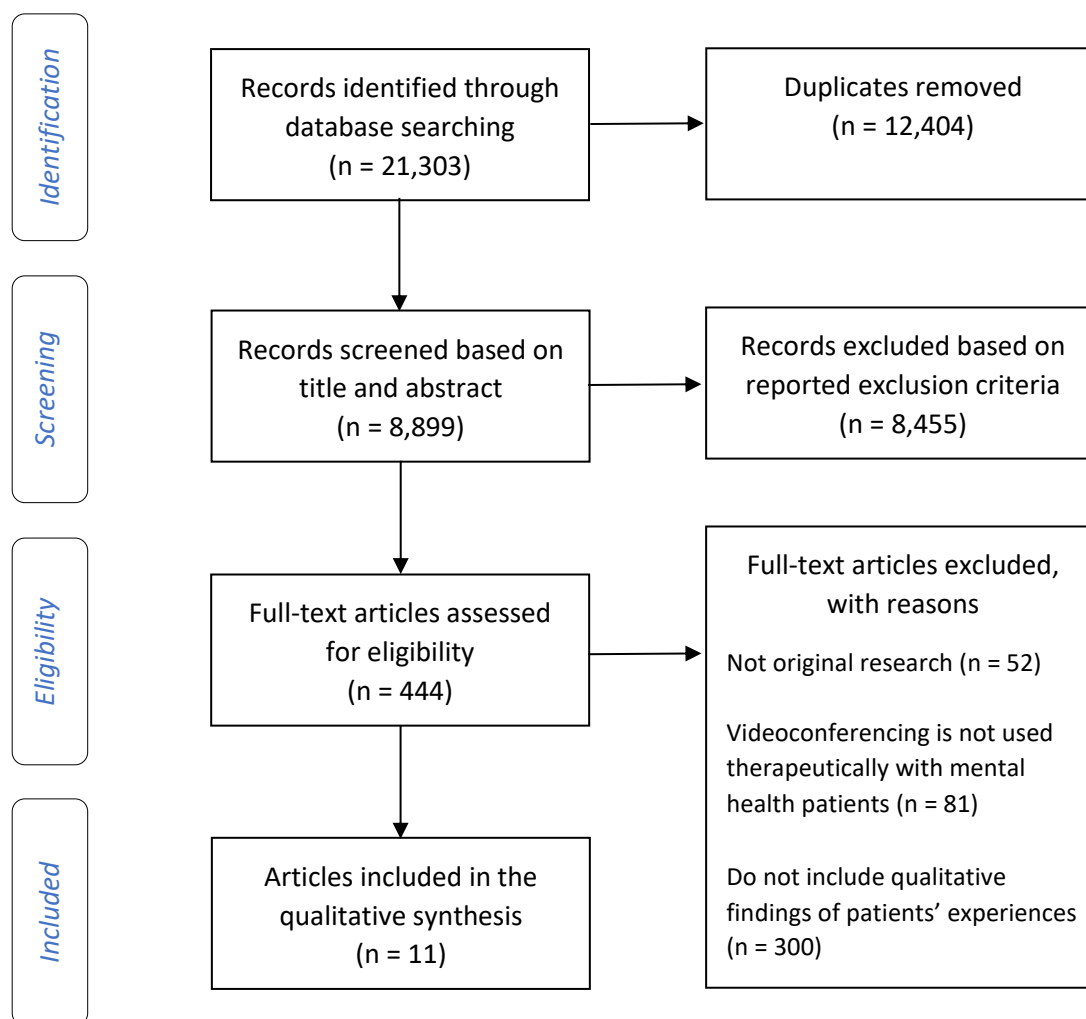 Identification
Records identified through
database searching
(n = 21,303)
Duplicates removed
(n = 12,404)
Screening
Records screened based on
title and abstract
(n = 8,899)
Records excluded based on
reported exclusion criteria
(n = 8,455)
Eligibility
Full-text articles assessed
for eligibility
(n = 444)
Full-text articles excluded,
with reasons
Not original research (n = 52)
Videoconferencing is not used
therapeutically with mental
health patients (n = 81)
Do not include qualitative
findings of patients’ experiences
(n = 300)
Included
Articles included in the
qualitative synthesis
(n = 11)